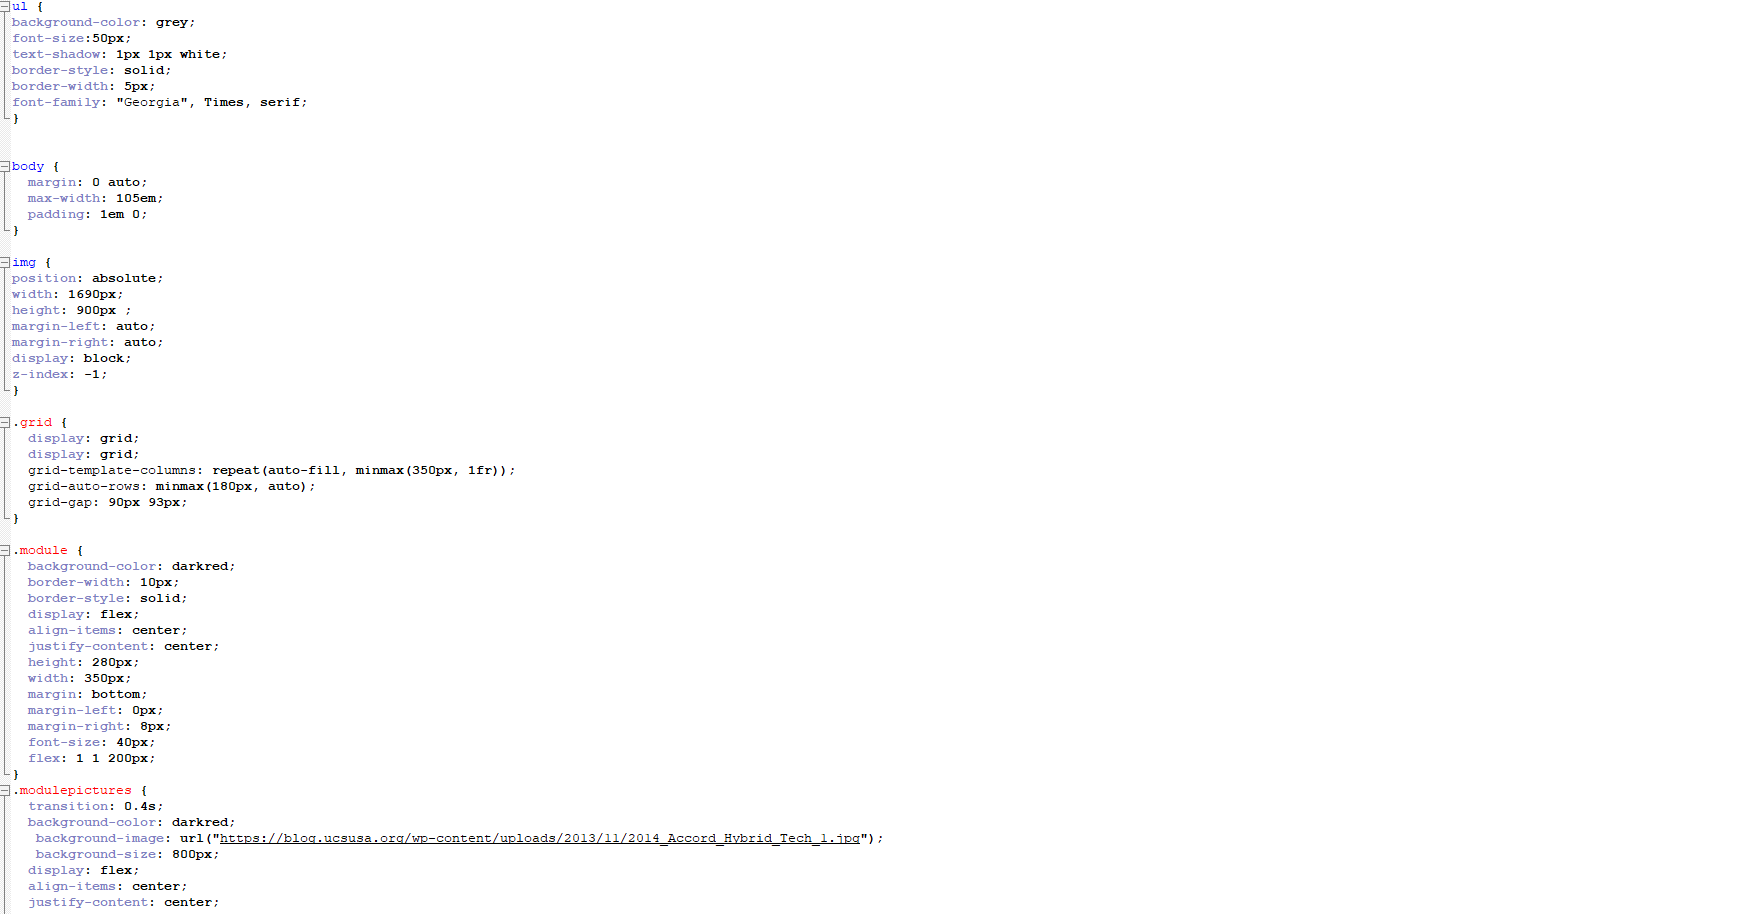 ul {
background-color: grey;
font-size:50px;
text-shadow: 1px 1px white;
border-style: solid;
border-width: 5px;
font-family: "Georgia", Times, serif;
}
body {
margin: 0 auto;
max-width: 105em;
padding: 1em 0;
}
img {
position: absolute;
width: 1690px;
height: 900px ;
margin-left: auto;
margin-right: auto;
display: block;
z-index: -1;
}
.grid {
display: grid;
display: grid;
grid-template-columns: repeat(auto-fill, minmax(350px, 1fr));
grid-auto-rows: minmax(180px, auto);
grid-gap: 90px 93px;
}
.module {
background-color: darkred;
border-width: 10px;
border-style: solid;
display: flex;
align-items: center;
justify-content: center;
height: 280px;
width: 350px;
margin: bottom;
margin-left: 0px;
margin-right: 8px;
font-size: 40px;
flex: 1 1 200px;
}
.modulepictures {
transition: 0.4s;
background-color: darkred;
background-image: url("https://blog.ucsusa.org/wp-content/uploads/2013/11/2014_Accord_Hybrid_Tech_1.jpg");
background-size: 800px;
display: flex;
align-items: center;
justify-content: center;